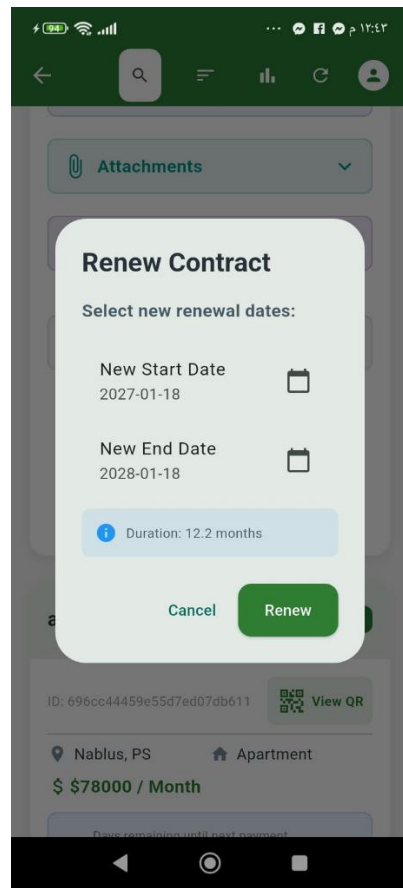 94
١٢:٤٣ م
Attachments
Renew Contract
Select new renewal dates:
New Start Date
2027-01-18
New End Date
2028-01-18
Duration: 12.2 months
Cancel
Renew
a
ID: 696cc44459e55d7ed07db611
View QR
Nablus, PS
Apartment
$ $78000 / Month
Days remaining until next payment